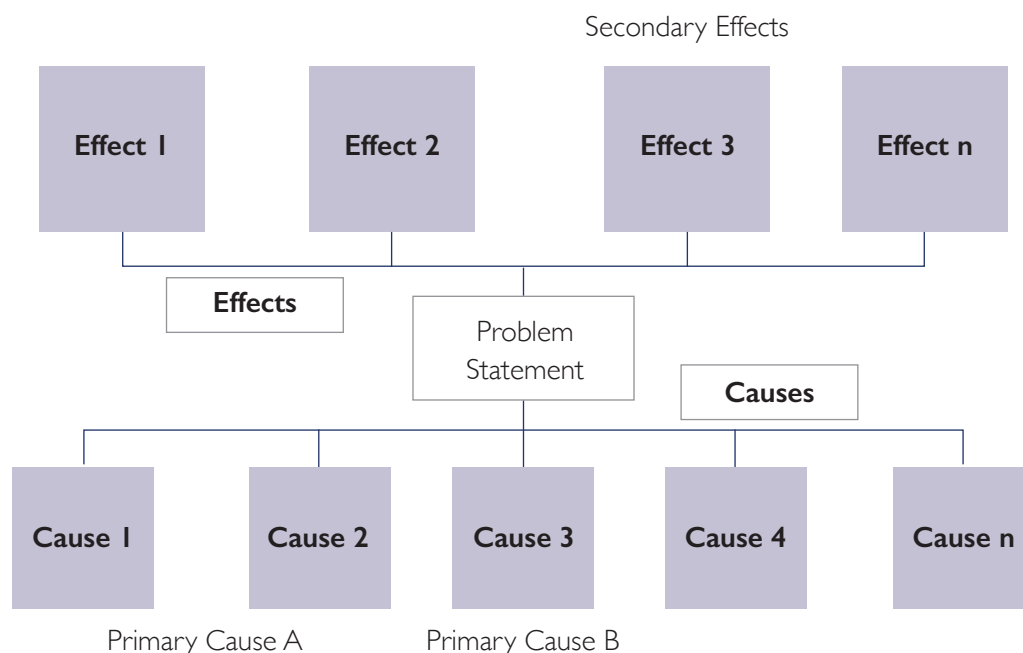 Secondary Effects
Effect 1
Effect 2
Effect 3
Effect n
Effects
Problem
Statement
Causes
Cause 1
Cause 2
Cause 3
Cause 4
Cause n
Primary Cause A
Primary Cause B